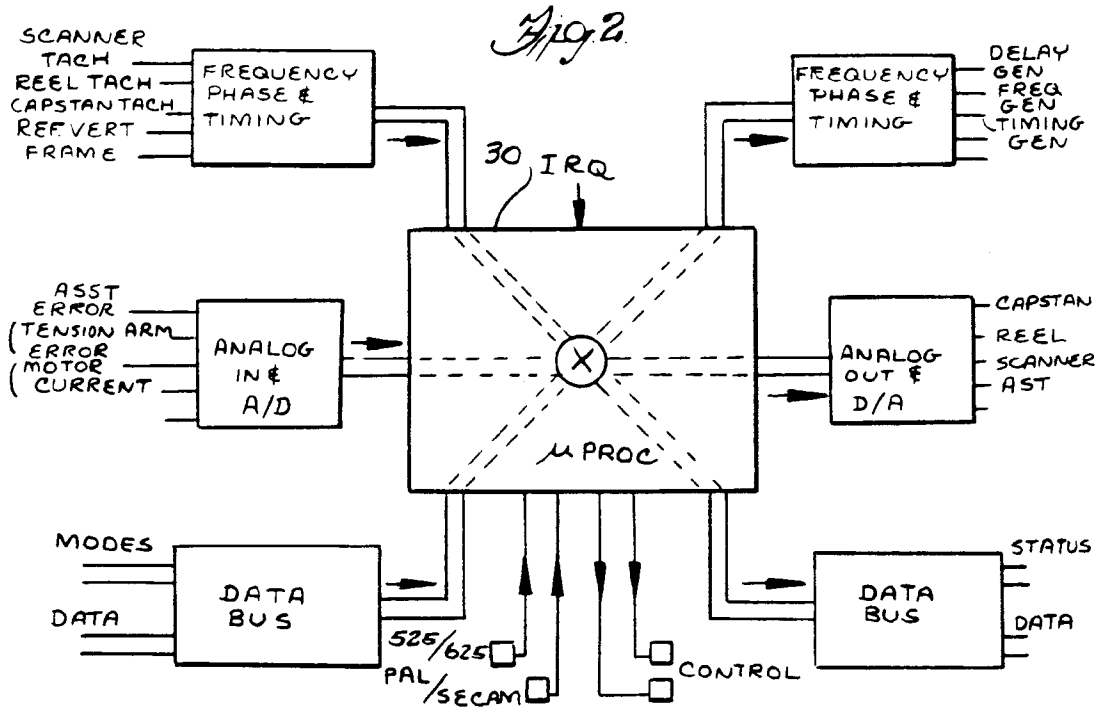 Fig. 2.
SCANNER
TACH
REEL TACH
CAPSTAN TACH
REF. VERT
FRAME
FREQUENCY
PHASE &
TIMING
FREQUENCY
PHASE &
TIMING
DELAY
GEN
FREQ
GEN
TIMING
GEN
30
IRQ
ASST
ERROR
TENSION ARM
ERROR
MOTOR
CURRENT
ANALOG
IN &
A/D
X
μ PROC
ANALOG
OUT &
D/A
CAPSTAN
REEL
SCANNER
AST
MODES
DATA
DATA
BUS
525/625
PAL
/SECAM
CONTROL
DATA
BUS
STATUS
DATA